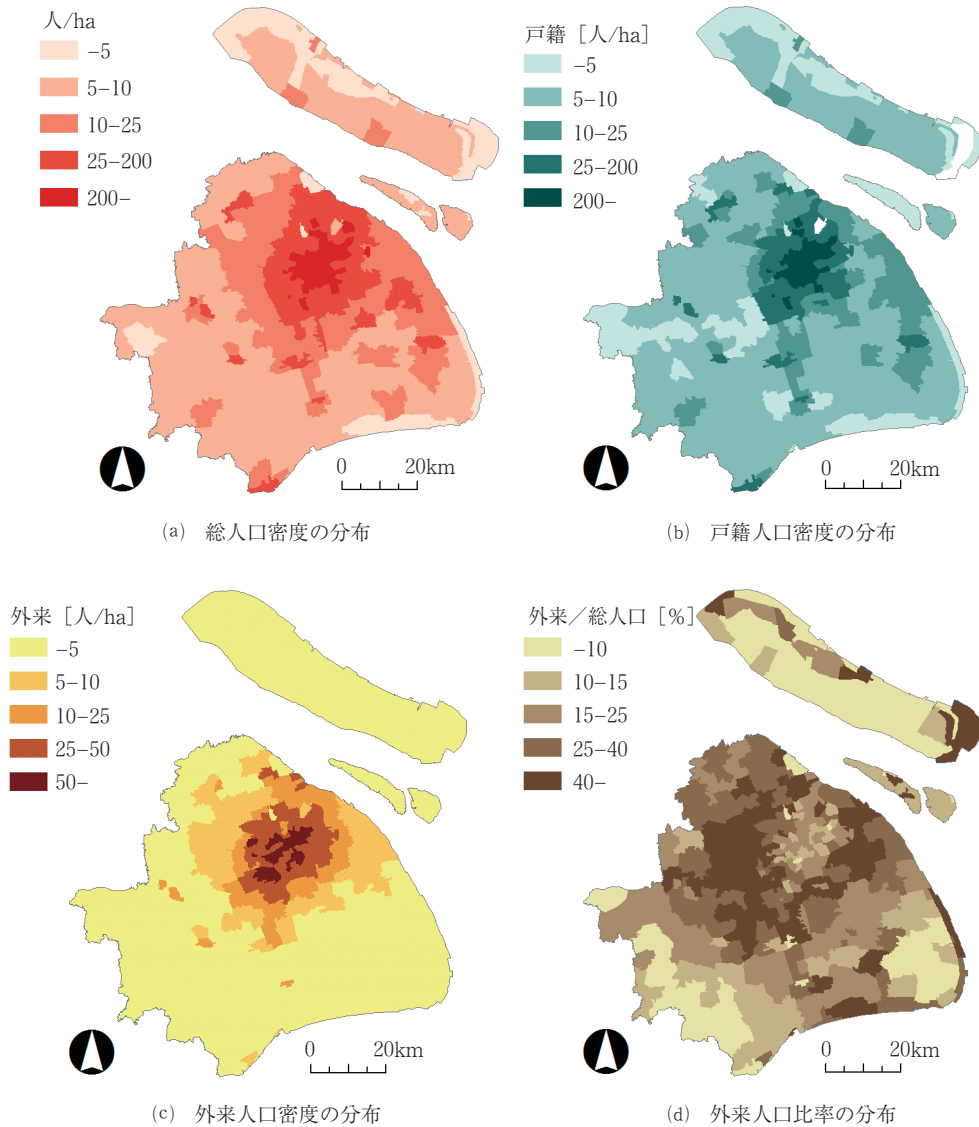 人/ha
–5
5–10
10–25
25–200
200–
0 20km
(a) 総人口密度の分布
戸籍［人/ha］
–5
5–10
10–25
25–200
200–
0 20km
(b) 戸籍人口密度の分布
外来［人/ha］
–5
5–10
10–25
25–50
50–
0 20km
(c) 外来人口密度の分布
外来／総人口［%］
–10
10–15
15–25
25–40
40–
0 20km
(d) 外来人口比率の分布